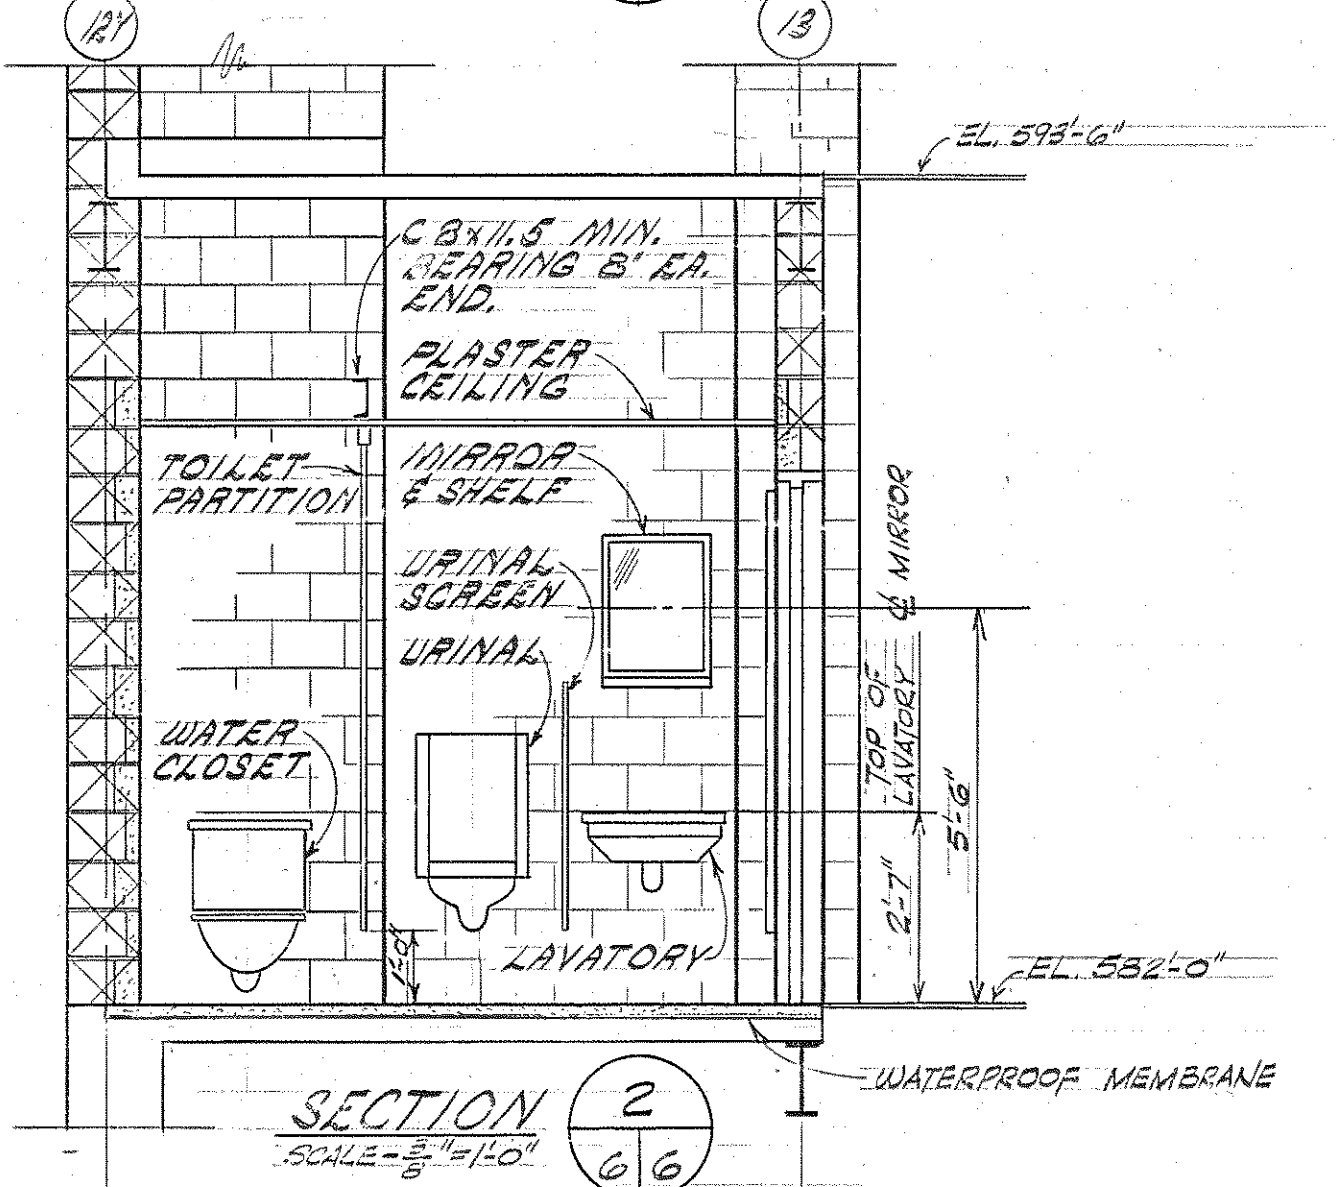 12Y
13
EL. 593'-6"
C 8x11.5 MIN.
BEARING 8" EA.
END.
PLASTER
CEILING
TOILET
PARTITION
MIRROR
& SHELF
URINAL
SCREEN
URINAL
WATER
CLOSET
℄ MIRROR
TOP OF
LAVATORY
5'-6"
2'-7"
1'-0"
LAVATORY
EL. 582'-0"
WATERPROOF MEMBRANE
SECTION
SCALE-3/8"=1'-0"
2
6 6